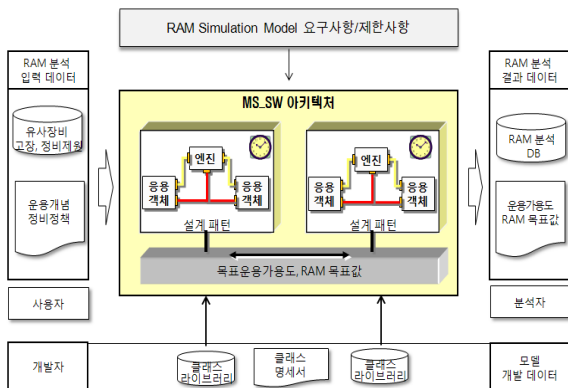 RAM Simulation Model 요구사항/제한사항
RAM 분석
입력 데이터
RAM 분석
결과 데이터
MS_SW 아키텍처
유사장비
고장, 정비제원
운용개념
정비정책
엔진
응용
객체
응용
객체
설계 패턴
엔진
응용
객체
응용
객체
설계 패턴
RAM 분석
DB
운용가용도
RAM 목표값
목표운용가용도, RAM 목표값
사용자
분석자
개발자
클래스
라이브러리
클래스
명세서
클래스
라이브러리
모델
개발 데이터